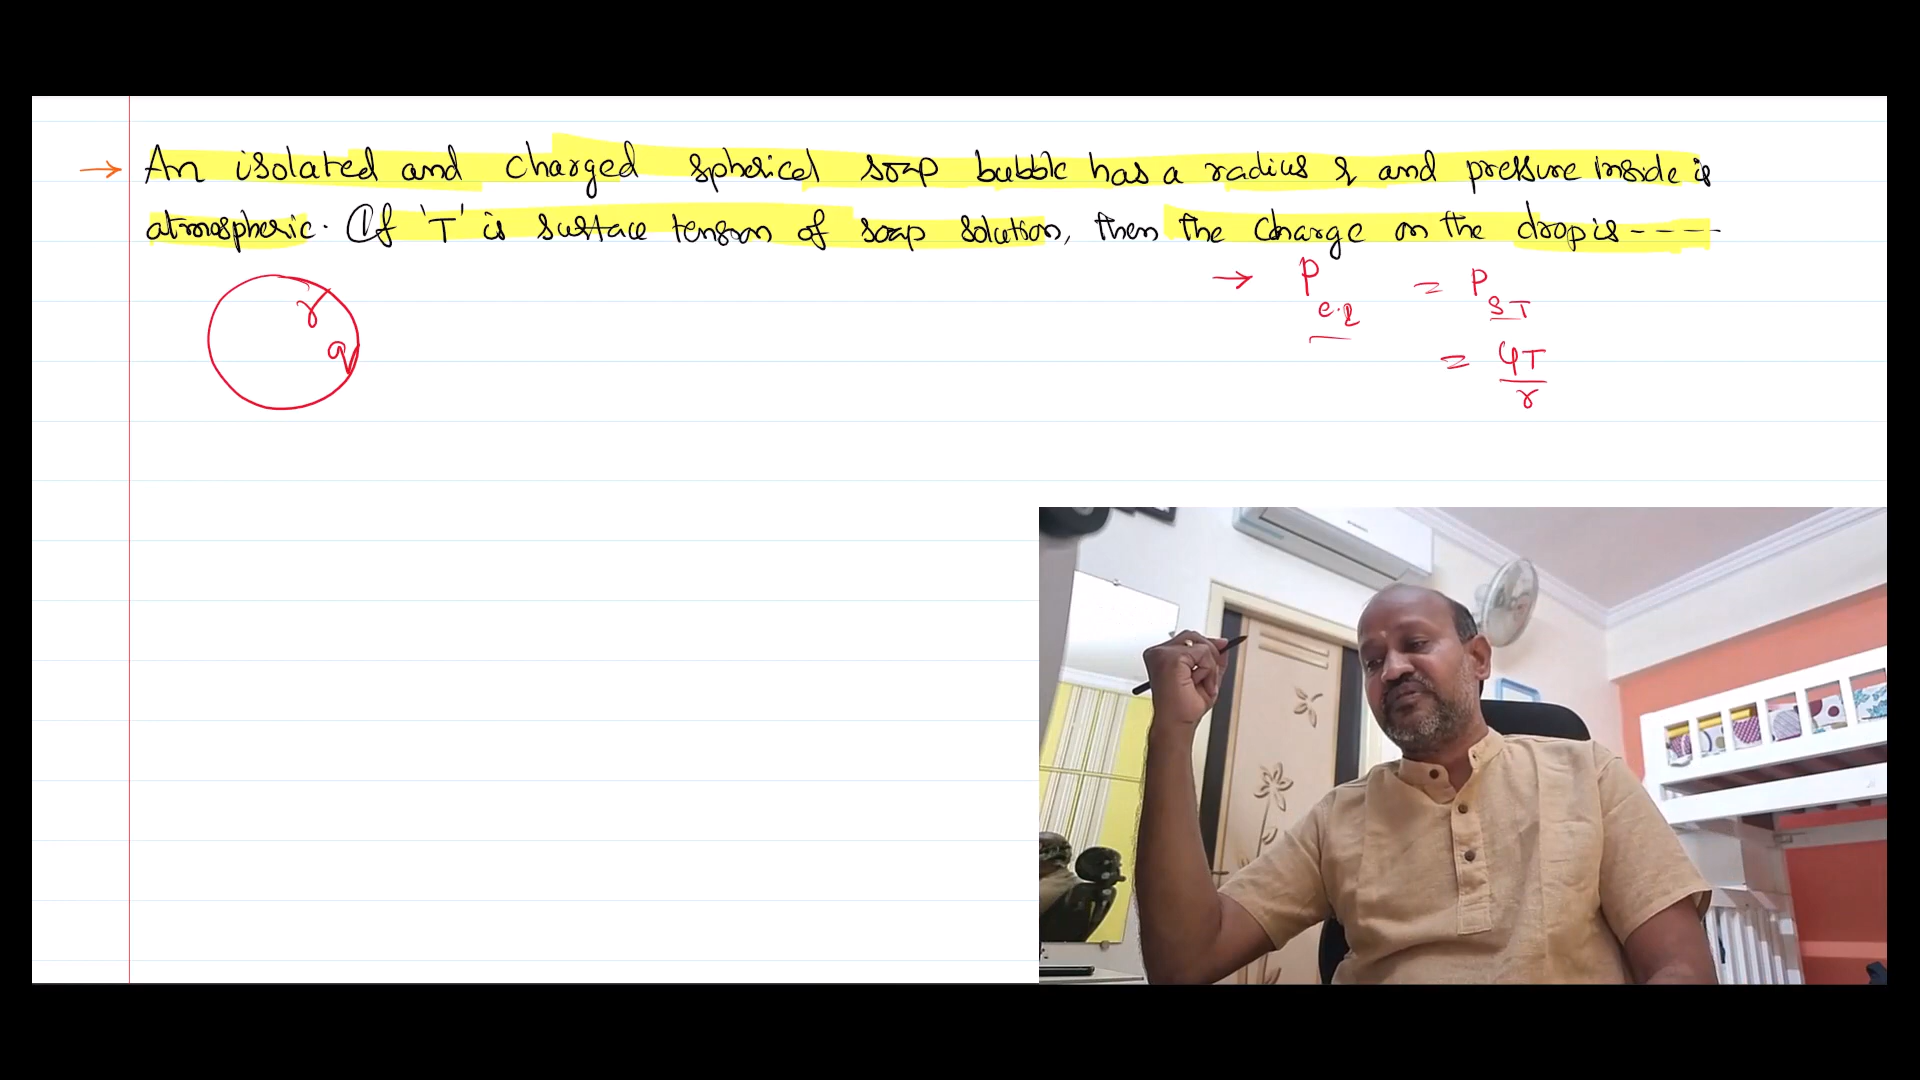 → An isolated and charged spherical soap bubble has a radius r and pressure inside is
atmospheric. If 'T' is surface tension of soap solution, then the charge on the drop is -----
→ P e.q = P S T
= 4T / r
r
q